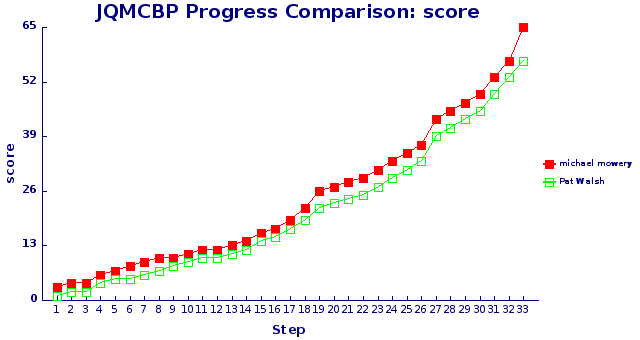 JQMCBP Progress Comparison: score
65
52
39
26
13
0
score
1 2 3 4 5 6 7 8 9 10 11 12 13 14 15 16 17 18 19 20 21 22 23 24 25 26 27 28 29 30 31 32 33
Step
michael mowery
Pat Walsh